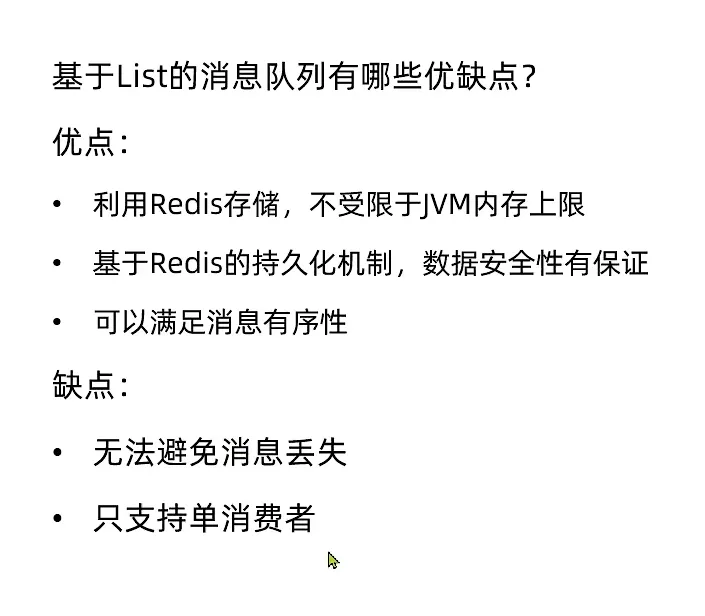 基于List的消息队列有哪些优缺点？
优点：
• 利用Redis存储，不受限于JVM内存上限
• 基于Redis的持久化机制，数据安全性有保证
• 可以满足消息有序性
缺点：
• 无法避免消息丢失
• 只支持单消费者